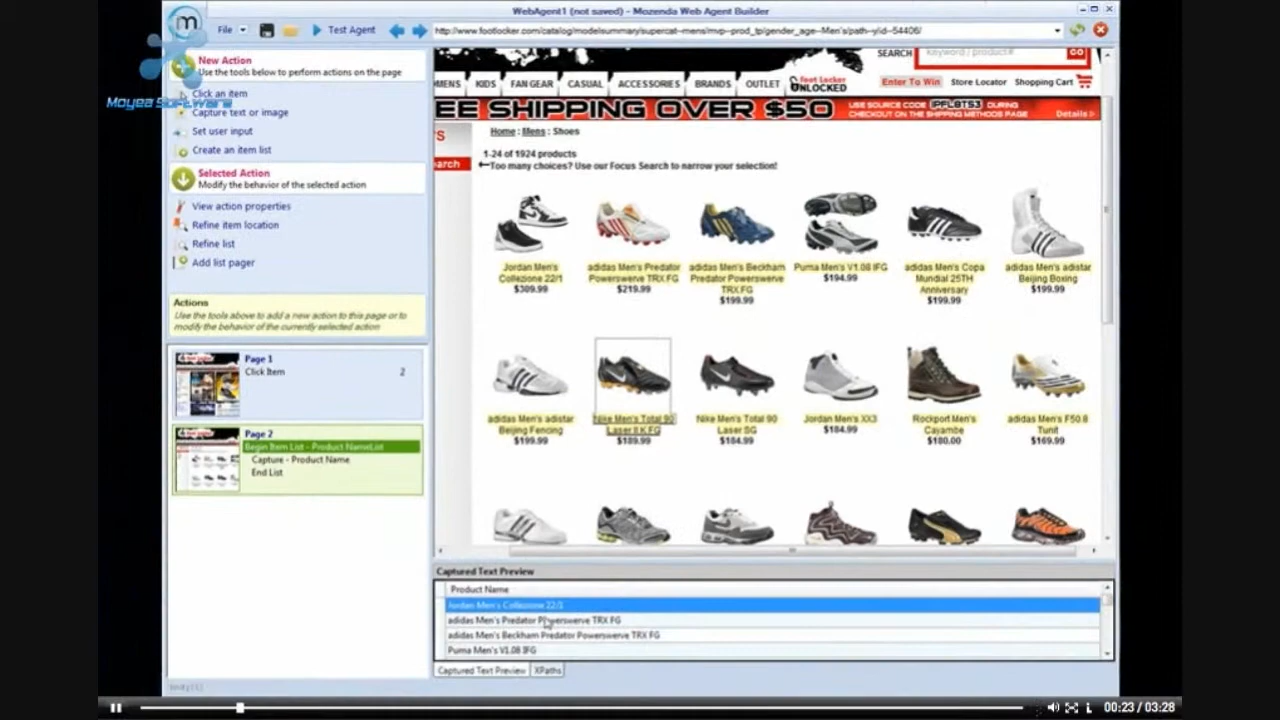 WebAgent1 (not saved) - Mozenda Web Agent Builder
File
Test Agent
http://www.footlocker.com/catalog/modelsummary/supercat--mens/mvp--prod_tp/gender_age--Men's/path--yId--54406/
Moyea Software
New Action
Use the tools below to perform actions on the page
Click an item
Capture text or image
Set user input
Create an item list
Selected Action
Modify the behavior of the selected action
View action properties
Refine item location
Refine list
Add list pager
Actions
Use the tools above to add a new action to this page or to
modify the behavior of the currently selected action
Page 1
Click Item 2
Page 2
Begin Item List - Product NameList
Capture - Product Name
End List
SEARCH keyword / product# GO
MENS KIDS FAN GEAR CASUAL ACCESSORIES BRANDS OUTLET Foot Locker UNLOCKED
Enter To Win Store Locator Shopping Cart
EE SHIPPING OVER $50
USE SOURCE CODE IPFLBTS3 DURING
CHECKOUT ON THE SHIPPING METHODS PAGE
Details
S
earch
Home : Mens : Shoes
1-24 of 1924 products
Too many choices? Use our Focus Search to narrow your selection!
Jordan Men's
Collezione 22/1
$309.99
adidas Men's Predator
Powerswerve TRX FG
$219.99
adidas Men's Beckham
Predator Powerswerve
TRX FG
$199.99
Puma Men's V1.08 IFG
$194.99
adidas Men's Copa
Mundial 25TH
Anniversary
$199.99
adidas Men's adistar
Beijing Boxing
$199.99
adidas Men's adistar
Beijing Fencing
$199.99
Nike Men's Total 90
Laser II K FG
$189.99
Nike Men's Total 90
Laser SG
$184.99
Jordan Men's XX3
$184.99
Rockport Men's
Cayambe
$180.00
adidas Men's F50.8
Tunit
$169.99
Captured Text Preview
Product Name
Jordan Men's Collezione 22/1
adidas Men's Predator Powerswerve TRX FG
adidas Men's Beckham Predator Powerswerve TRX FG
Puma Men's V1.08 IFG
Captured Text Preview XPaths
00:23 / 03:28